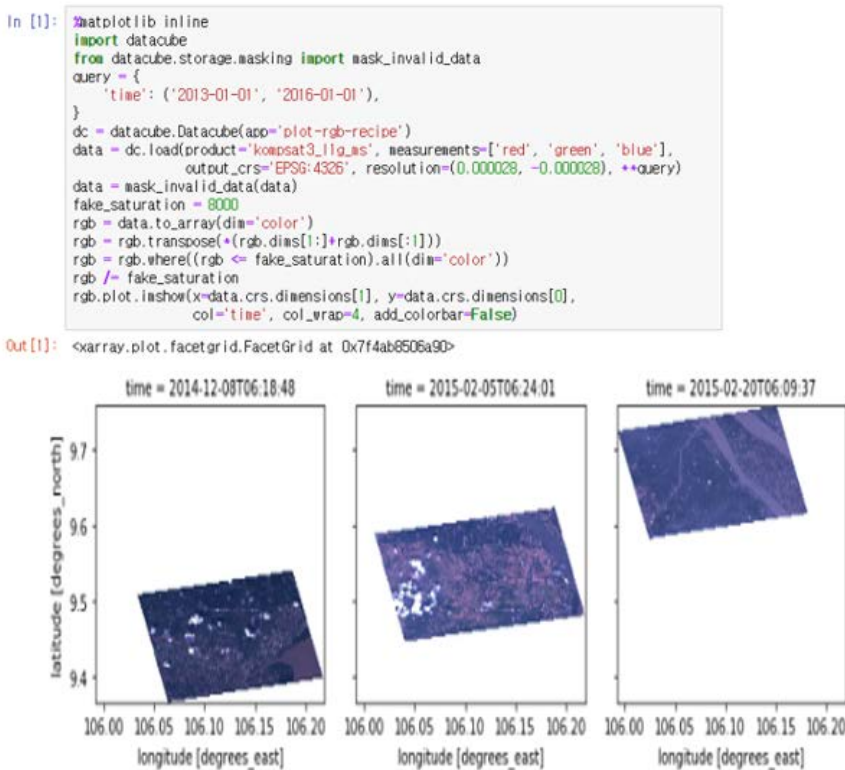 In [1]:
%matplotlib inline
import datacube
from datacube.storage.masking import mask_invalid_data
query = {
    'time': ('2013-01-01', '2016-01-01'),
}
dc = datacube.Datacube(app='plot-rgb-recipe')
data = dc.load(product='kompsat3_l1g_ms', measurements=['red', 'green', 'blue'],
               output_crs='EPSG:4326', resolution=(0.000028, -0.000028), **query)
data = mask_invalid_data(data)
fake_saturation = 8000
rgb = data.to_array(dim='color')
rgb = rgb.transpose(*(rgb.dims[1:]+rgb.dims[:1]))
rgb = rgb.where((rgb <= fake_saturation).all(dim='color'))
rgb /= fake_saturation
rgb.plot.imshow(x=data.crs.dimensions[1], y=data.crs.dimensions[0],
                col='time', col_wrap=4, add_colorbar=False)
Out[1]: <xarray.plot.facetgrid.FacetGrid at 0x7f4ab8506a90>
time = 2014-12-08T06:18:48
time = 2015-02-05T06:24:01
time = 2015-02-20T06:09:37
latitude [degrees_north]
9.7
9.6
9.5
9.4
106.00 106.05 106.10 106.15 106.20
106.00 106.05 106.10 106.15 106.20
106.00 106.05 106.10 106.15 106.20
longitude [degrees_east]
longitude [degrees_east]
longitude [degrees_east]